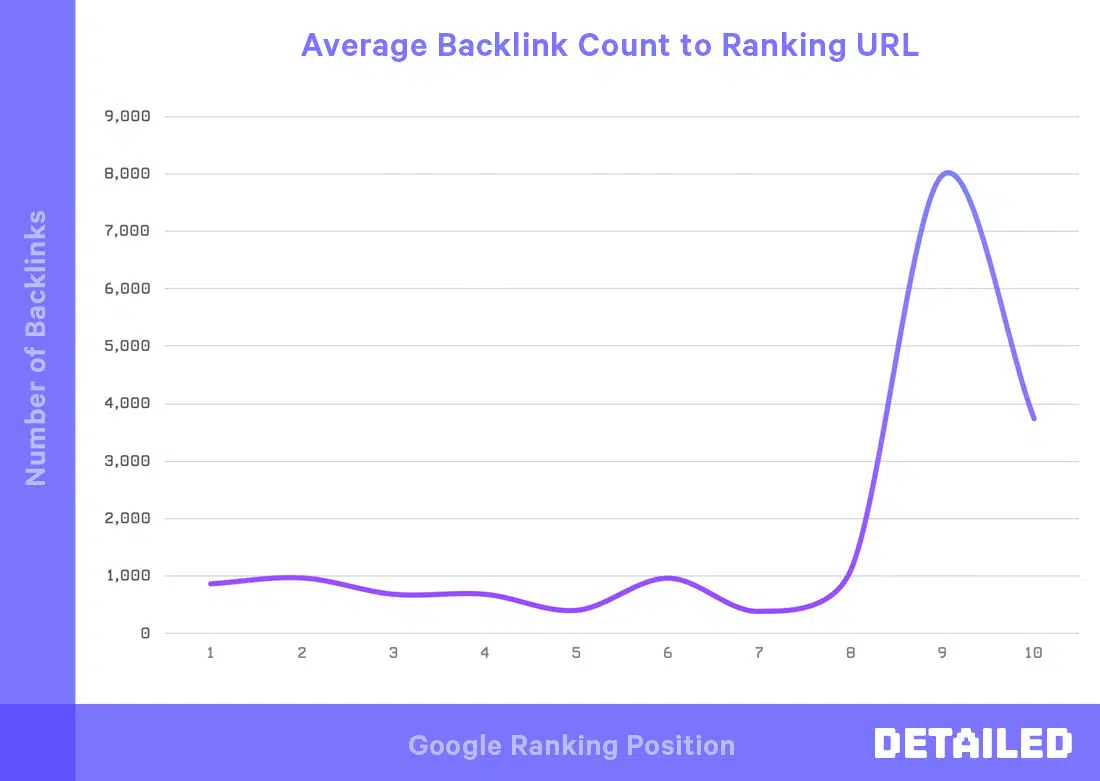 Average Backlink Count to Ranking URL
Number of Backlinks
9,000
8,000
7,000
6,000
5,000
4,000
3,000
2,000
1,000
0
1 2 3 4 5 6 7 8 9 10
Google Ranking Position
DETAILED